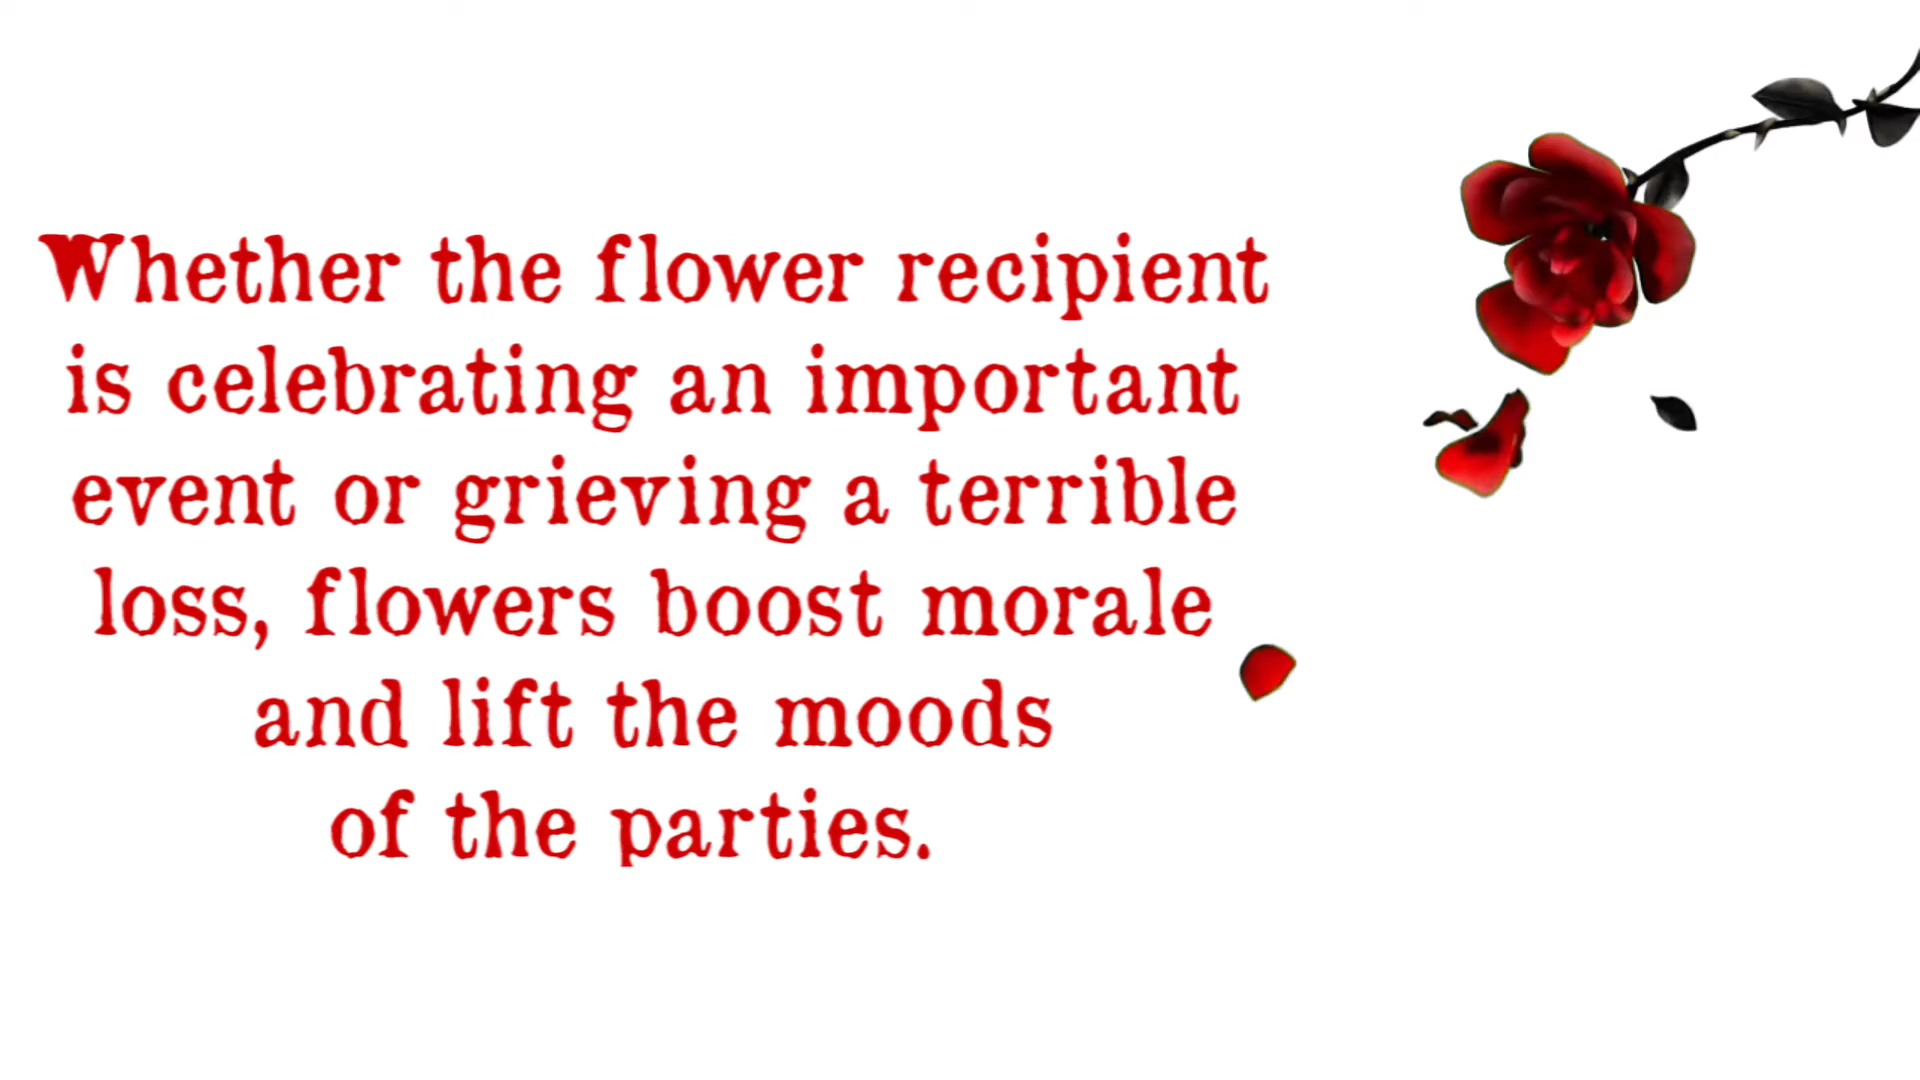 Whether the flower recipient
is celebrating an important
event or grieving a terrible
loss, flowers boost morale
and lift the moods
of the parties.